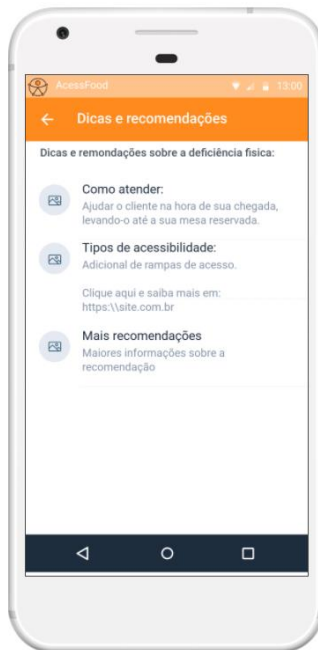 AcessFood 13:00
Dicas e recomendações
Dicas e remondações sobre a deficiência fisica:
Como atender:
Ajudar o cliente na hora de sua chegada,
levando-o até a sua mesa reservada.
Tipos de acessibilidade:
Adicional de rampas de acesso.
Clique aqui e saiba mais em:
https:\\site.com.br
Mais recomendações
Maiores informações sobre a
recomendação